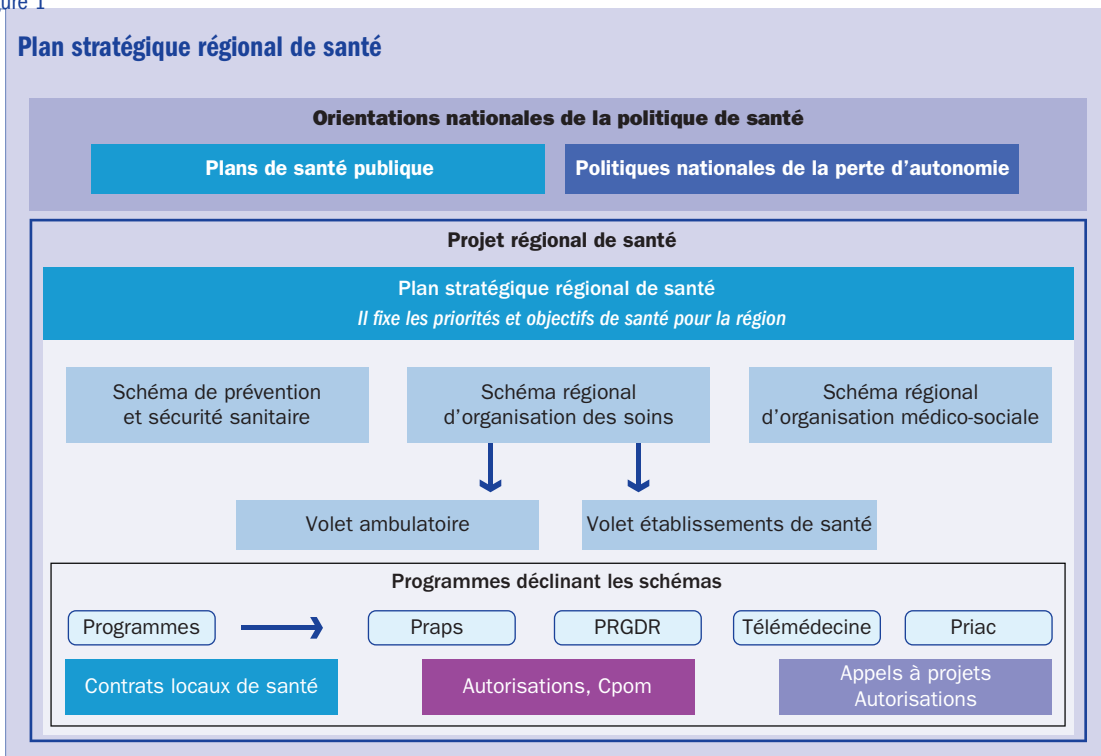 ure 1
Plan stratégique régional de santé
Orientations nationales de la politique de santé
Plans de santé publique
Politiques nationales de la perte d'autonomie
Projet régional de santé
Plan stratégique régional de santé
Il fixe les priorités et objectifs de santé pour la région
Schéma de prévention
et sécurité sanitaire
Schéma régional
d'organisation des soins
Schéma régional
d'organisation médico-sociale
Volet ambulatoire
Volet établissements de santé
Programmes déclinant les schémas
Programmes
Praps
PRGDR
Télémédecine
Priac
Contrats locaux de santé
Autorisations, Cpom
Appels à projets
Autorisations